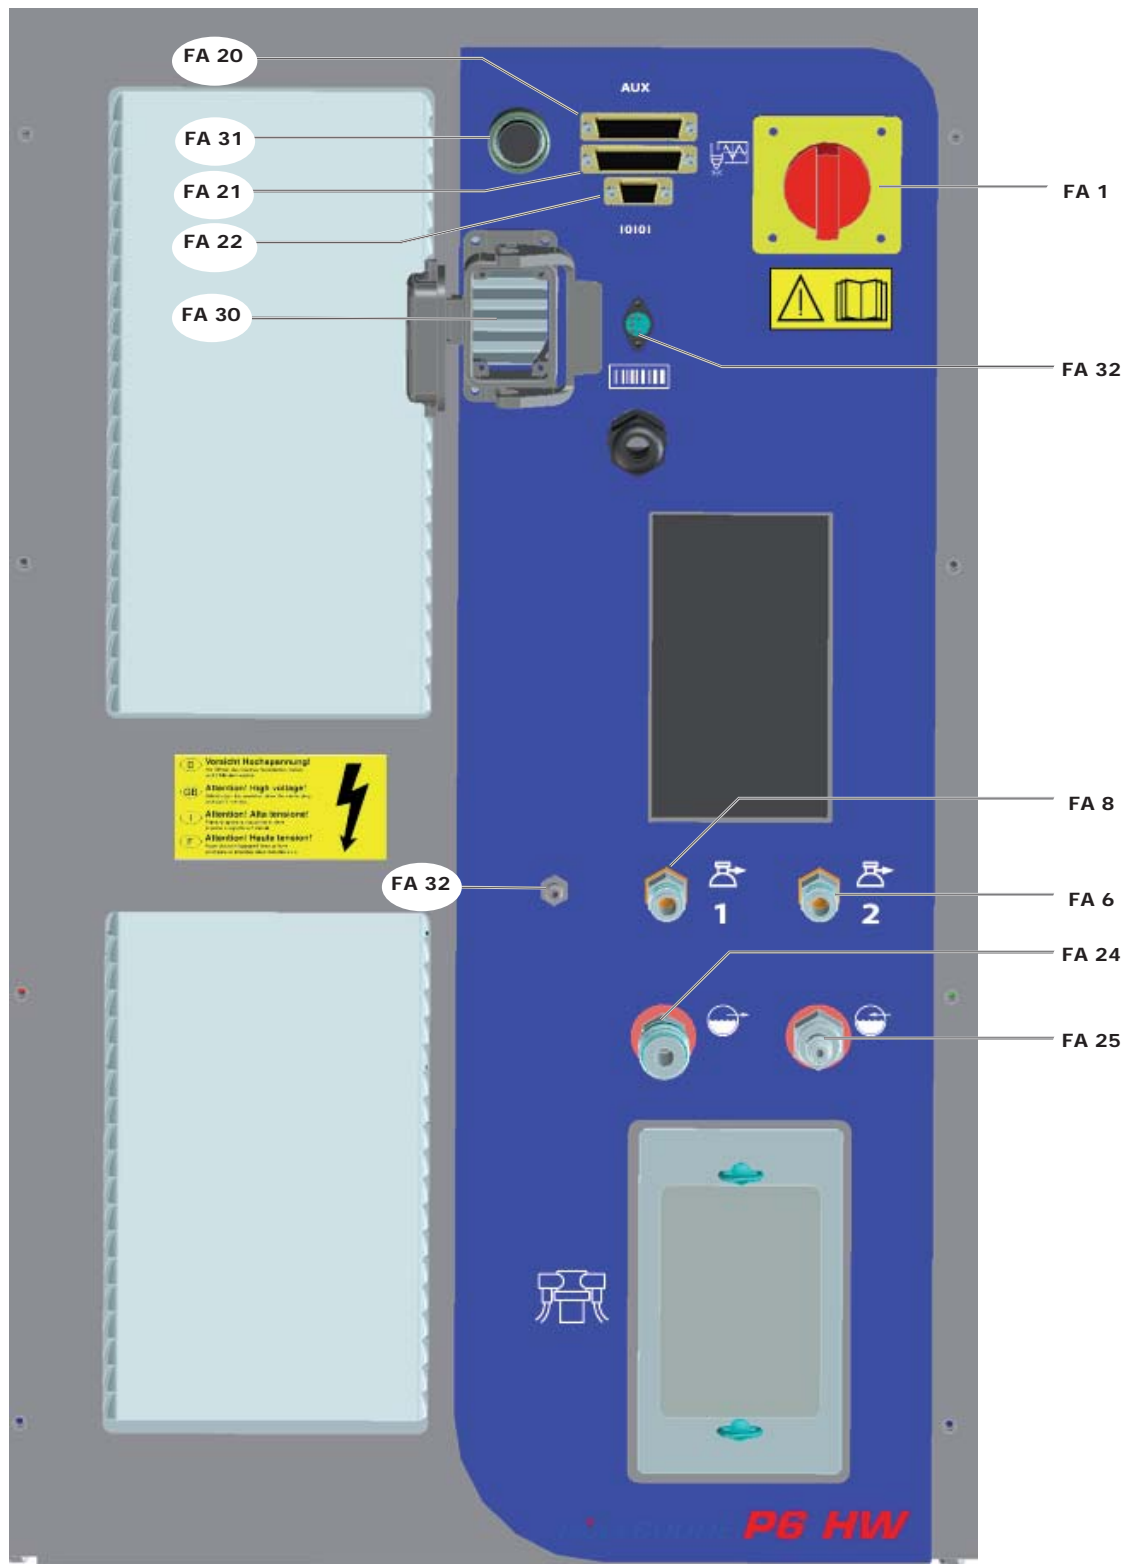 FA 20
AUX
FA 31
FA 21
FA 1
FA 22
10101
FA 30
FA 32
D Vorsicht Hochspannung!
GB Attention! High voltage!
I Attention! Alta tensione!
F Attention! Haute tension!
FA 8
FA 32
1
2
FA 6
FA 24
FA 25
P6 HW